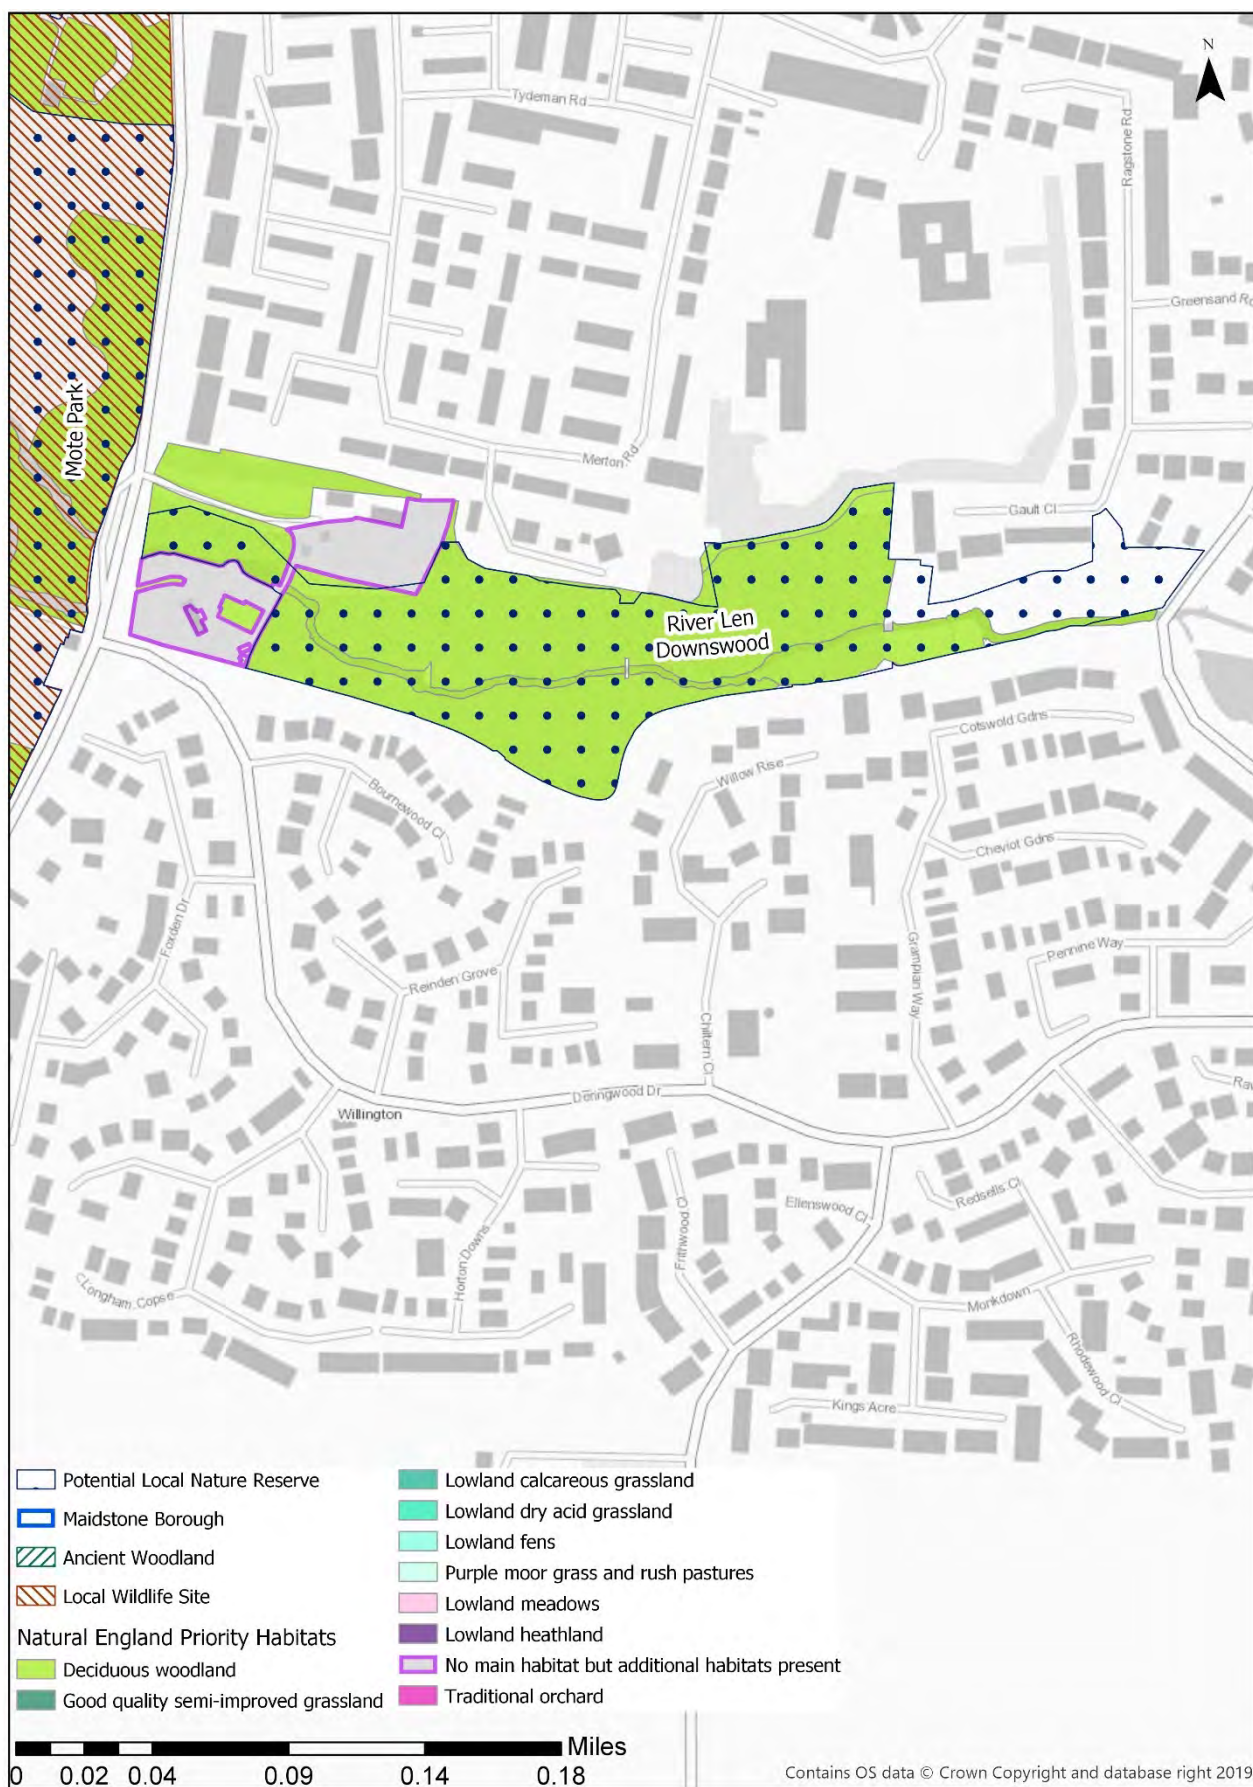 N
Tydeman Rd
Ragstone Rd
Greensand Rd
Mote Park
Merton Rd
Gault Cl
River Len
Downswood
Cotswold Gdns
Willow Rise
Bournewood Cl
Cheviot Gdns
Foxden Dr
Grampian Way
Pennine Way
Reinden Grove
Chiltern Cl
Deringwood Dr
Willington
Redsells Cl
Ellenswood Cl
Frithwood Cl
Horton Downs
Longham Copse
Monkdown
Rhodewood Cl
Kings Acre
Potential Local Nature Reserve
Maidstone Borough
Ancient Woodland
Local Wildlife Site
Natural England Priority Habitats
Deciduous woodland
Good quality semi-improved grassland
Lowland calcareous grassland
Lowland dry acid grassland
Lowland fens
Purple moor grass and rush pastures
Lowland meadows
Lowland heathland
No main habitat but additional habitats present
Traditional orchard
Miles
0 0.02 0.04 0.09 0.14 0.18
Contains OS data © Crown Copyright and database right 2019